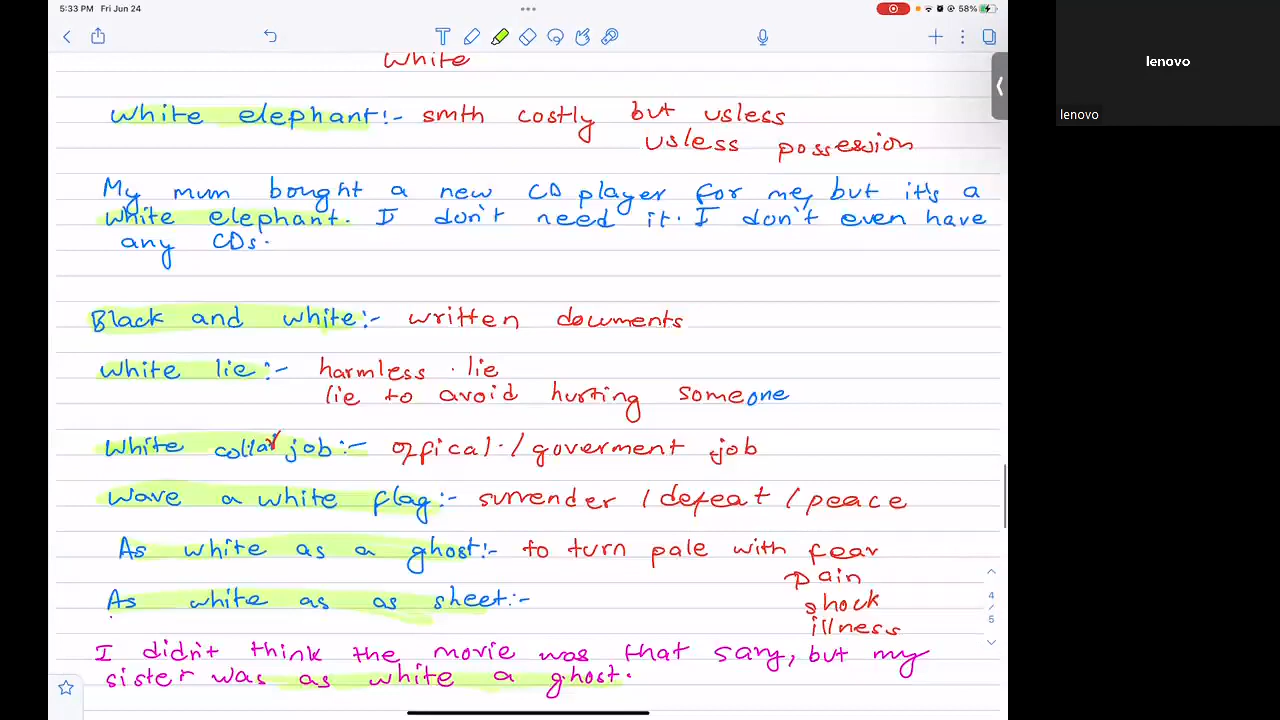 5:33 PM Fri Jun 24
58%
lenovo
lenovo
White
White elephant:- smth costly but usless
usless possession
My mum bought a new CD player for me, but it's a
white elephant. I don't need it. I don't even have
any CDs.
Black and white:- written documents
White lie:- harmless . lie
lie to avoid hurting someone
White collar job:- offical. / goverment job
Wave a white flag:- surrender / defeat / peace
As white as a ghost:- to turn pale with fear
pain
As white as as sheet:- shock
illness
4
/
5
I didn't think the movie was that scary, but my
sister was as white a ghost.